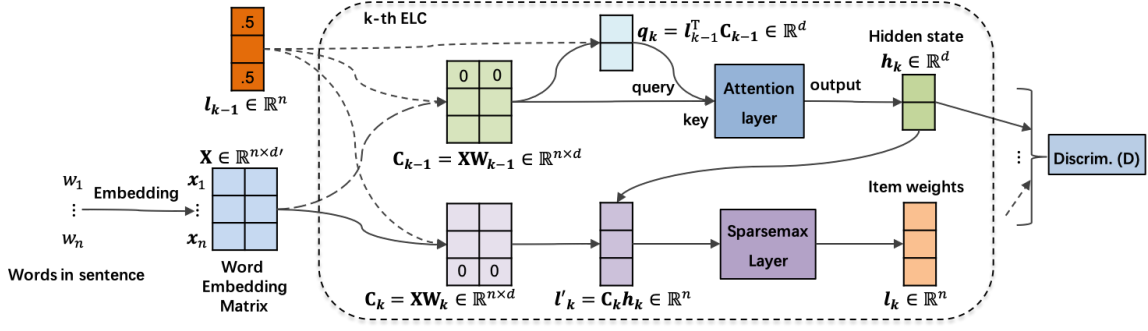 .5
.5
l_{k-1} ∈ ℝ^n
k-th ELC
q_k = l_{k-1}^T C_{k-1} ∈ ℝ^d
Hidden state
h_k ∈ ℝ^d
0 0
query
key
Attention
layer
output
C_{k-1} = XW_{k-1} ∈ ℝ^{n×d}
X ∈ ℝ^{n×d′}
w_1
⋮
w_n
Embedding
x_1
⋮
x_n
Words in sentence
Word
Embedding
Matrix
0 0
C_k = XW_k ∈ ℝ^{n×d}
l′_k = C_k h_k ∈ ℝ^n
Sparsemax
Layer
Item weights
l_k ∈ ℝ^n
⋮
Discrim. (D)